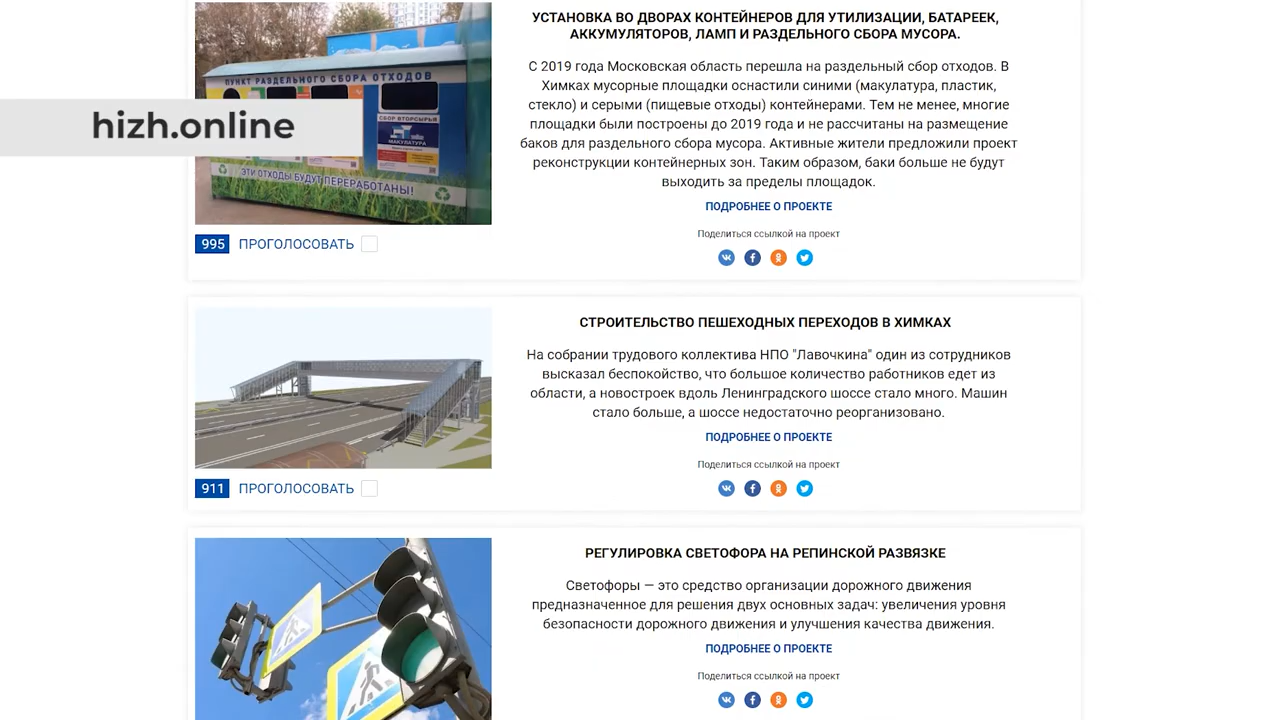 УСТАНОВКА ВО ДВОРАХ КОНТЕЙНЕРОВ ДЛЯ УТИЛИЗАЦИИ, БАТАРЕЕК,
АККУМУЛЯТОРОВ, ЛАМП И РАЗДЕЛЬНОГО СБОРА МУСОРА.
С 2019 года Московская область перешла на раздельный сбор отходов. В
Химках мусорные площадки оснастили синими (макулатура, пластик,
стекло) и серыми (пищевые отходы) контейнерами. Тем не менее, многие
площадки были построены до 2019 года и не рассчитаны на размещение
баков для раздельного сбора мусора. Активные жители предложили проект
реконструкции контейнерных зон. Таким образом, баки больше не будут
выходить за пределы площадок.
ПОДРОБНЕЕ О ПРОЕКТЕ
Поделиться ссылкой на проект
ПУНКТ РАЗДЕЛЬНОГО СБОРА ОТХОДОВ
hizh.online
СБОР ВТОРСЫРЬЯ
МАКУЛАТУРА
ЭТИ ОТХОДЫ БУДУТ ПЕРЕРАБОТАНЫ!
995 ПРОГОЛОСОВАТЬ
СТРОИТЕЛЬСТВО ПЕШЕХОДНЫХ ПЕРЕХОДОВ В ХИМКАХ
На собрании трудового коллектива НПО "Лавочкина" один из сотрудников
высказал беспокойство, что большое количество работников едет из
области, а новостроек вдоль Ленинградского шоссе стало много. Машин
стало больше, а шоссе недостаточно реорганизовано.
ПОДРОБНЕЕ О ПРОЕКТЕ
Поделиться ссылкой на проект
911 ПРОГОЛОСОВАТЬ
РЕГУЛИРОВКА СВЕТОФОРА НА РЕПИНСКОЙ РАЗВЯЗКЕ
Светофоры — это средство организации дорожного движения
предназначенное для решения двух основных задач: увеличения уровня
безопасности дорожного движения и улучшения качества движения.
ПОДРОБНЕЕ О ПРОЕКТЕ
Поделиться ссылкой на проект